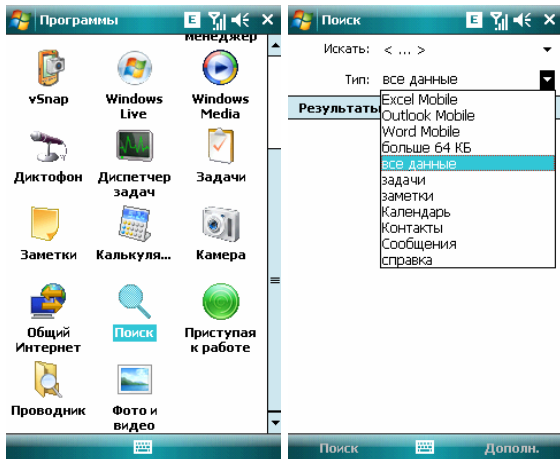 Программы
E
менеджер
vSnap
Windows Live
Windows Media
Диктофон
Диспетчер задач
Задачи
Заметки
Калькуля...
Камера
Общий Интернет
Поиск
Приступая к работе
Проводник
Фото и видео
Поиск
E
Искать: < ... >
Тип: все данные
Результаты
Excel Mobile
Outlook Mobile
Word Mobile
больше 64 КБ
все данные
задачи
заметки
Календарь
Контакты
Сообщения
справка
Поиск
Дополн.